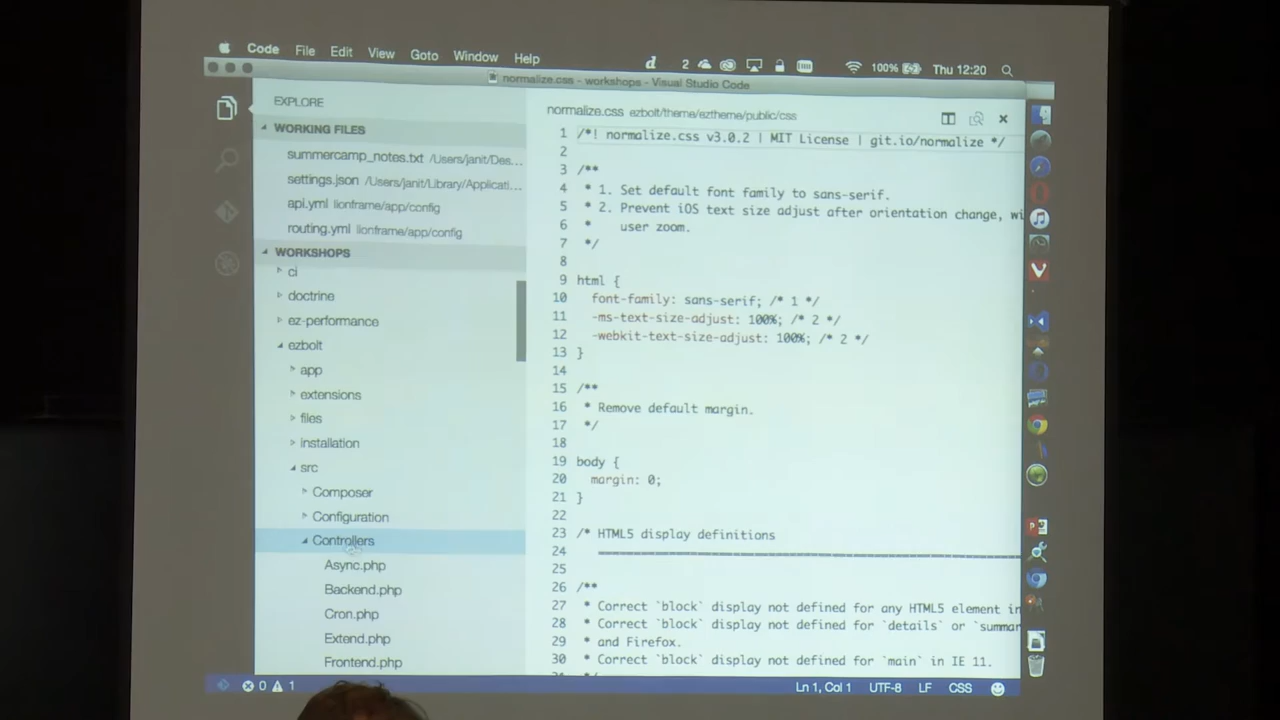 Code File Edit View Goto Window Help 2 100% Thu 12:20
normalize.css - workshops - Visual Studio Code
EXPLORE
WORKING FILES
summercamp_notes.txt /Users/janit/Des...
settings.json /Users/janit/Library/Applicati...
api.yml lionframe/app/config
routing.yml lionframe/app/config
WORKSHOPS
ci
doctrine
ez-performance
ezbolt
app
extensions
files
installation
src
Composer
Configuration
Controllers
Async.php
Backend.php
Cron.php
Extend.php
Frontend.php
normalize.css ezbolt/theme/eztheme/public/css
1 /*! normalize.css v3.0.2 | MIT License | git.io/normalize */
2
3 /**
4  * 1. Set default font family to sans-serif.
5  * 2. Prevent iOS text size adjust after orientation change, wi
6  *    user zoom.
7  */
8
9 html {
10   font-family: sans-serif; /* 1 */
11   -ms-text-size-adjust: 100%; /* 2 */
12   -webkit-text-size-adjust: 100%; /* 2 */
13 }
14
15 /**
16  * Remove default margin.
17  */
18
19 body {
20   margin: 0;
21 }
22
23 /* HTML5 display definitions
24
25
26 /**
27  * Correct `block` display not defined for any HTML5 element in
28  * Correct `block` display not defined for `details` or `summar
29  * and Firefox.
30  * Correct `block` display not defined for `main` in IE 11.
0 1 Ln 1, Col 1 UTF-8 LF CSS